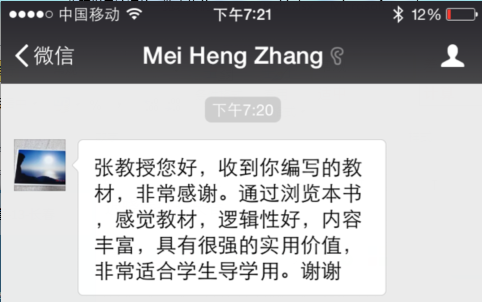 中国移动 下午7:21 12%
微信 Mei Heng Zhang
下午7:20
张教授您好，收到你编写的教
材，非常感谢。通过浏览本书
，感觉教材，逻辑性好，内容
丰富，具有很强的实用价值，
非常适合学生导学用。谢谢